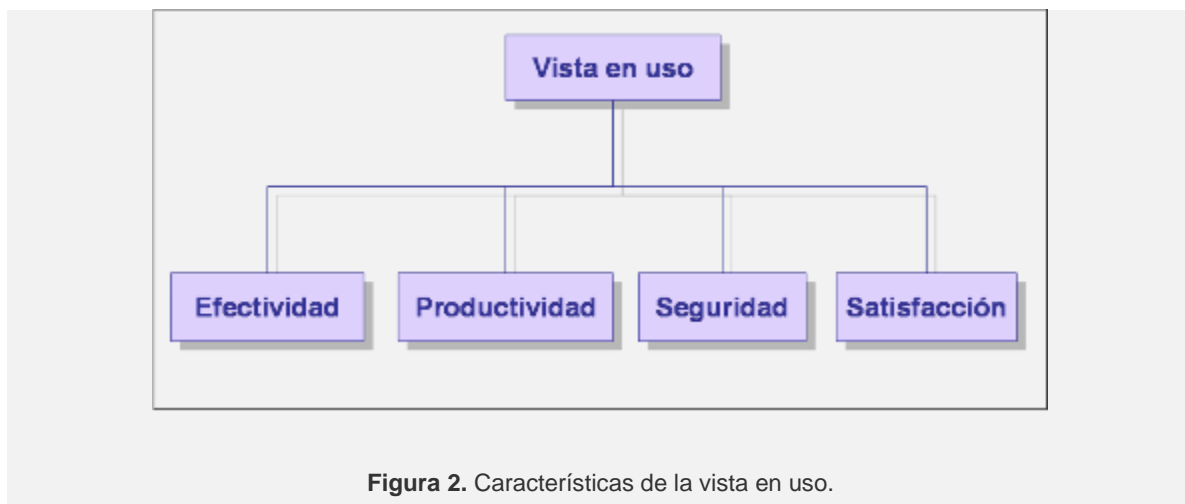 Vista en uso
Efectividad Productividad Seguridad Satisfacción
Figura 2. Características de la vista en uso.